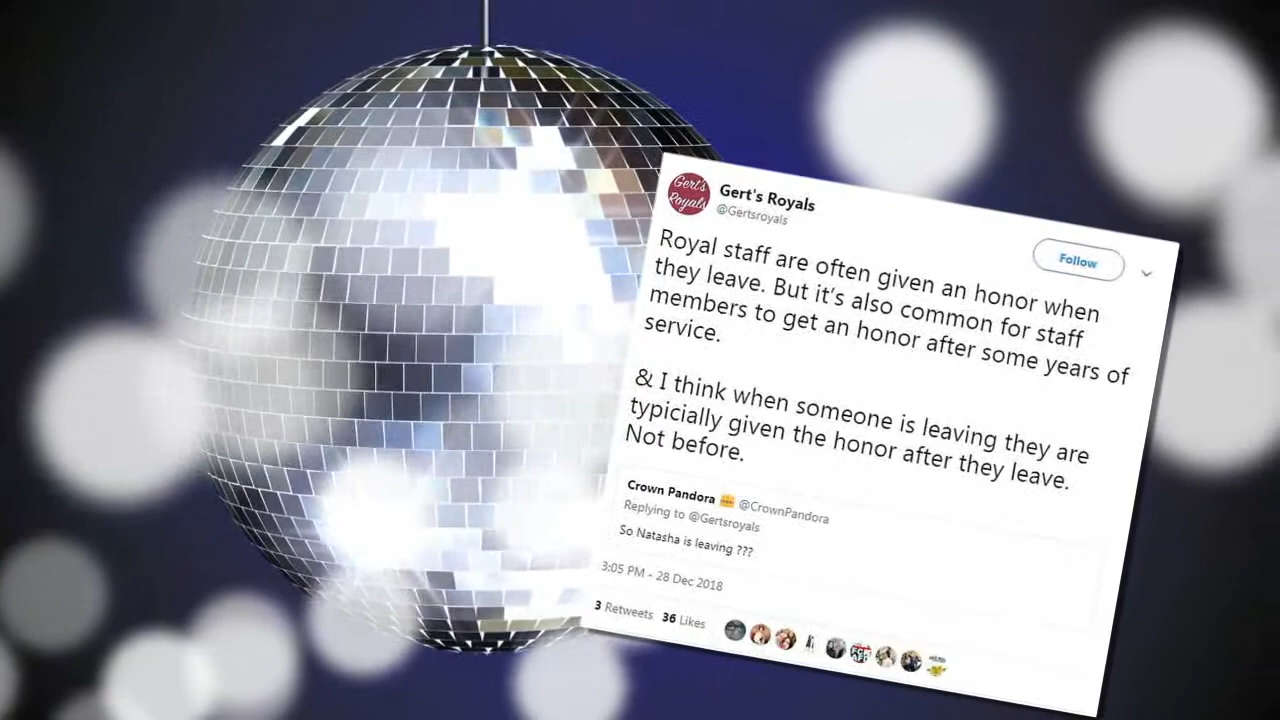 Gert's
Royals
Gert's Royals
@Gertsroyals
Follow
Royal staff are often given an honor when
they leave. But it's also common for staff
members to get an honor after some years of
service.
& I think when someone is leaving they are
typicially given the honor after they leave.
Not before.
Crown Pandora @CrownPandora
Replying to @Gertsroyals
So Natasha is leaving ???
3:05 PM - 28 Dec 2018
3 Retweets 36 Likes